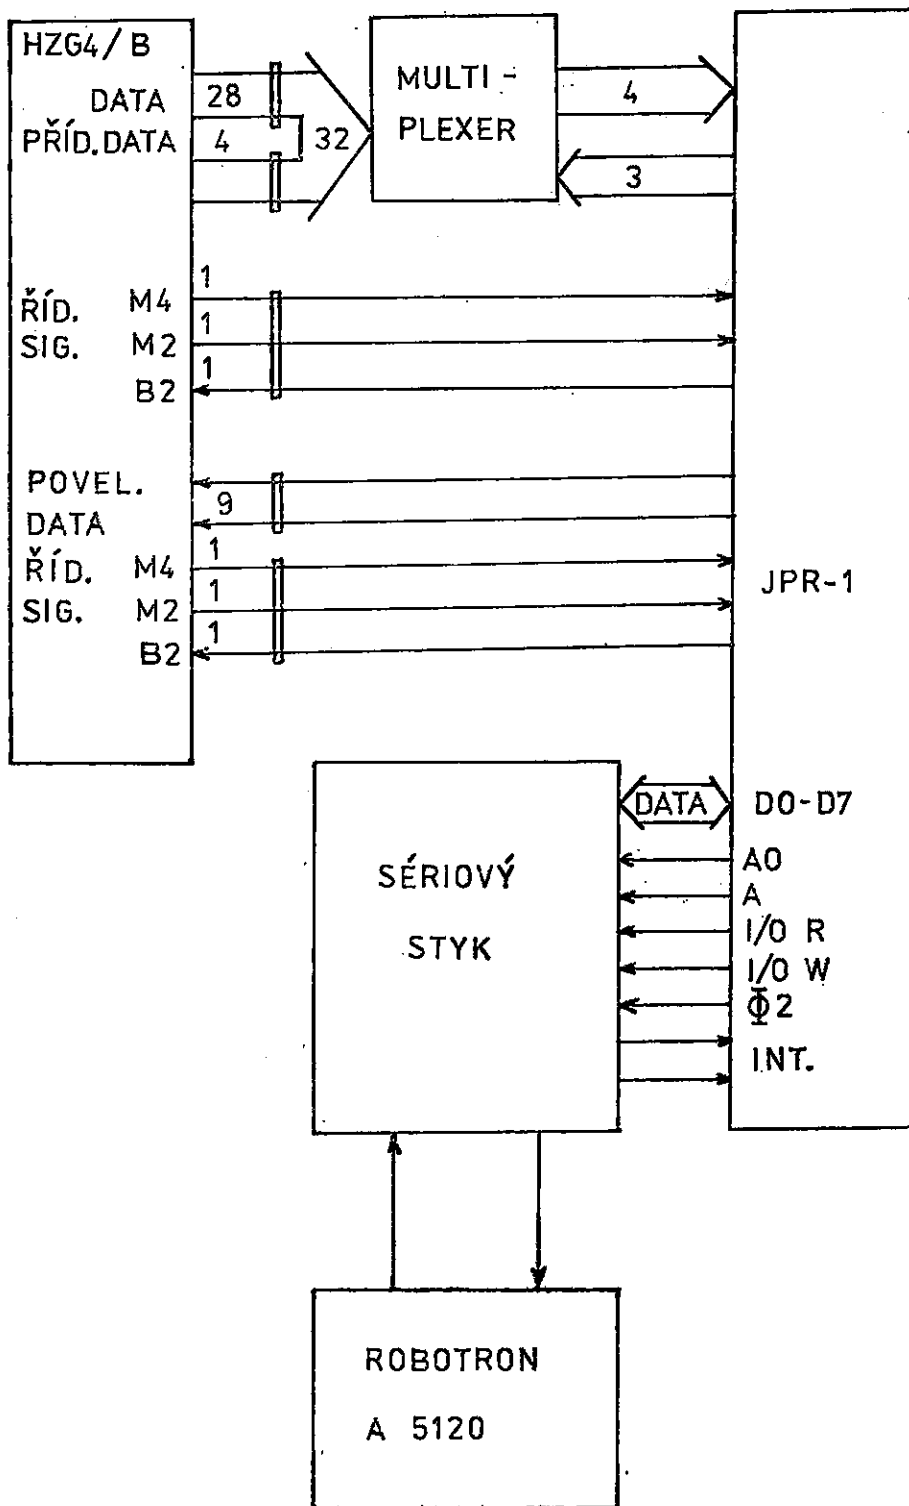 HZG4/B
DATA 28
PŘÍD. DATA 4 32
MULTI-
PLEXER
4
3
1
ŘÍD. M4
1
SIG. M2
1
B2
POVEL.
9
DATA
1
ŘÍD. M4
1
SIG. M2
1
B2
JPR-1
SÉRIOVÝ
STYK
DATA D0-D7
A0
A
I/O R
I/O W
Φ2
INT.
ROBOTRON
A 5120